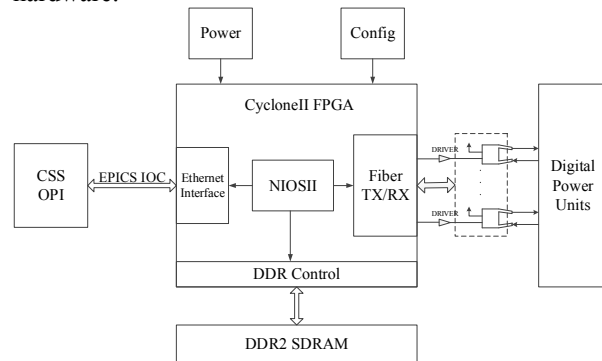 hardware.
Power
Config
CycloneII FPGA
CSS
OPI
EPICS IOC
Ethernet
Interface
NIOSII
Fiber
TX/RX
DRIVER
DRIVER
Digital
Power
Units
DDR Control
DDR2 SDRAM